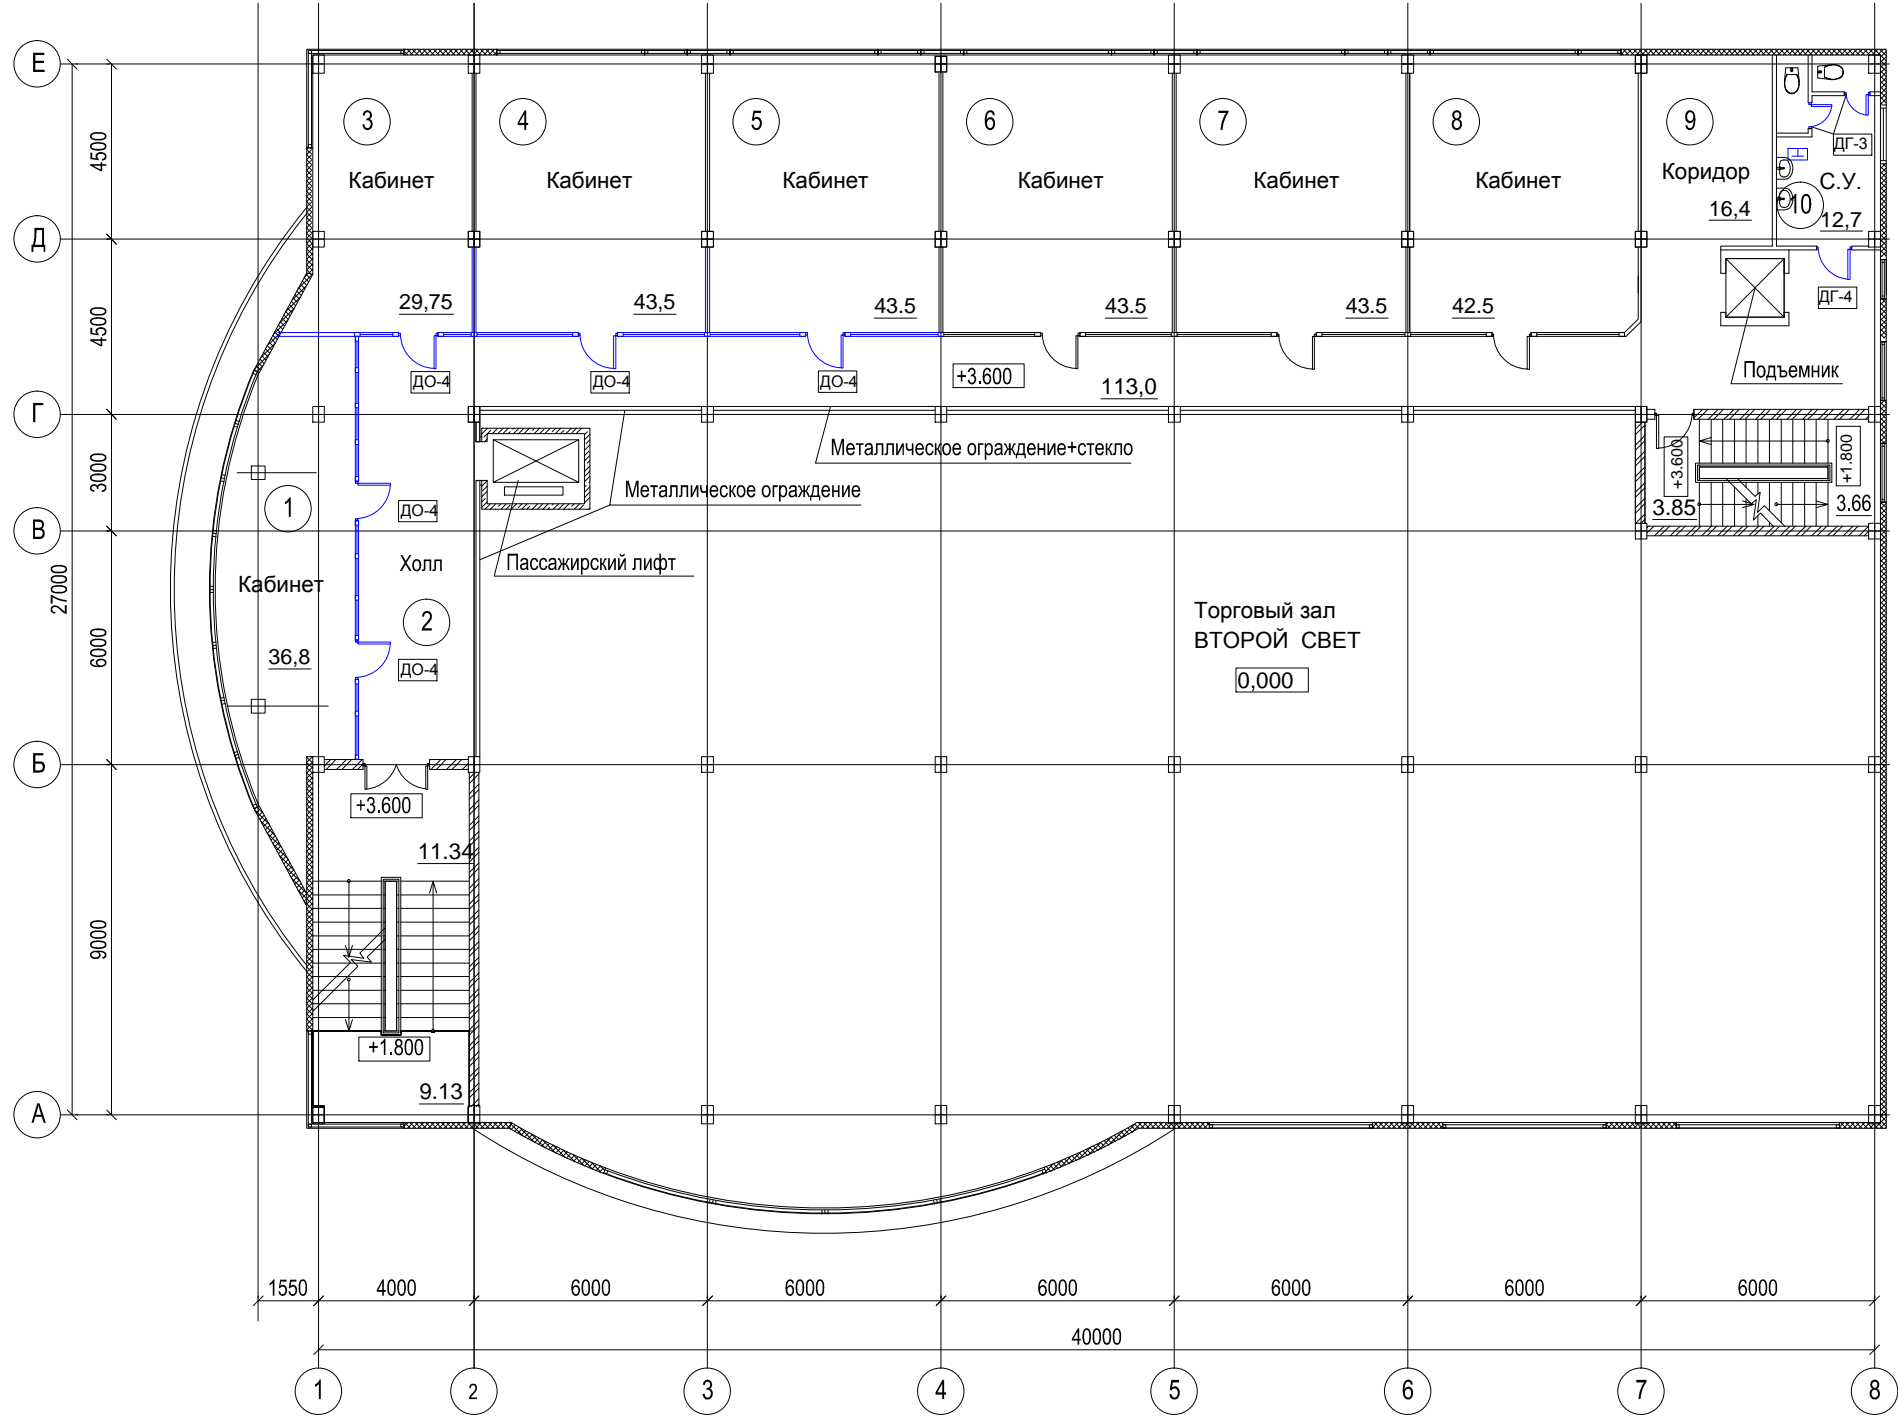 Е
3
4
5
6
7
8
9
Кабинет
Кабинет
Кабинет
Кабинет
Кабинет
Кабинет
Коридор
16,4
С.У.
10
12,7
ДГ-3
4500
Д
29,75
43,5
43.5
43.5
43.5
42.5
ДГ-4
4500
ДО-4
ДО-4
ДО-4
+3.600
113,0
Подъемник
Г
Металлическое ограждение+стекло
Металлическое ограждение
+3.600
+1.800
3.85
3.66
3000
1
ДО-4
В
Холл
Пассажирский лифт
Кабинет
27000
2
Торговый зал
ВТОРОЙ СВЕТ
0,000
6000
36,8
ДО-4
Б
+3.600
11.34
9000
+1.800
9.13
А
1550
4000
6000
6000
6000
6000
6000
6000
40000
1
2
3
4
5
6
7
8